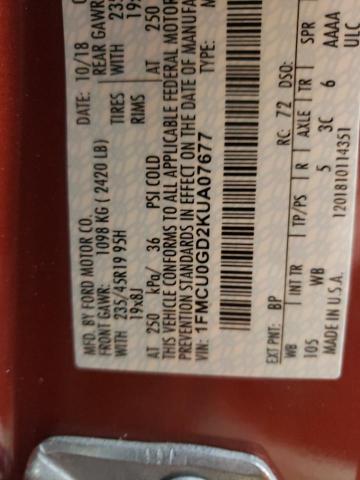 MFD. BY FORD MOTOR CO.
DATE: 10/18
FRONT GAWR: 1098 KG ( 2420 LB)
REAR GAWR
WITH 235/45R19 95H TIRES
WITH 235
19x8J RIMS
19
AT 250 kPa/ 36 PSI COLD
AT 250
THIS VEHICLE CONFORMS TO ALL APPLICABLE FEDERAL MOTOR
PREVENTION STANDARDS IN EFFECT ON THE DATE OF MANUFA
VIN: 1FMCU0GD2KUA07677
TYPE:
EXT PNT: BP RC: 72 DSO:
WB INT TR TP/PS R AXLE TR SPR
105 WB 5 3C 6 AAAA
MADE IN U.S.A. 1201810114351 ULC